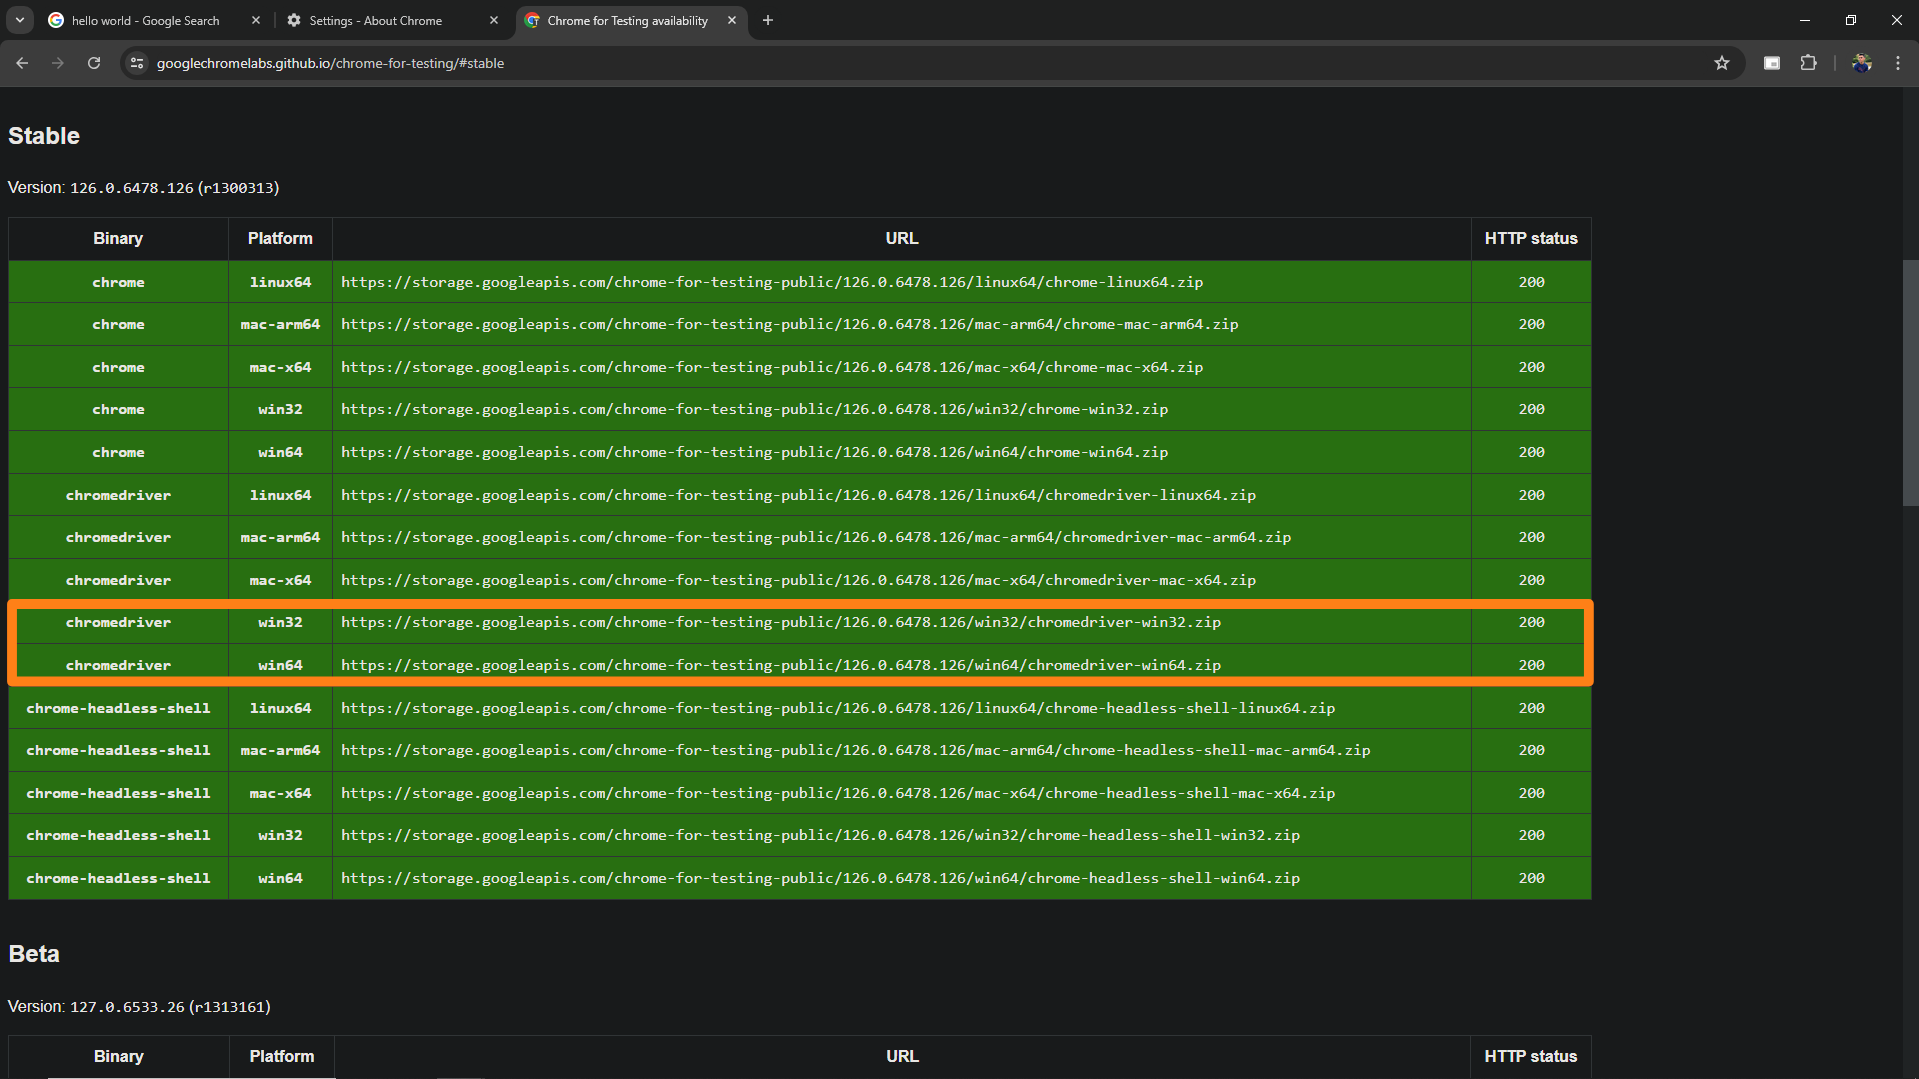 hello world - Google Search
Settings - About Chrome
Chrome for Testing availability
googlechromelabs.github.io/chrome-for-testing/#stable
Stable
Version: 126.0.6478.126 (r1300313)
Binary Platform URL HTTP status
chrome linux64 https://storage.googleapis.com/chrome-for-testing-public/126.0.6478.126/linux64/chrome-linux64.zip 200
chrome mac-arm64 https://storage.googleapis.com/chrome-for-testing-public/126.0.6478.126/mac-arm64/chrome-mac-arm64.zip 200
chrome mac-x64 https://storage.googleapis.com/chrome-for-testing-public/126.0.6478.126/mac-x64/chrome-mac-x64.zip 200
chrome win32 https://storage.googleapis.com/chrome-for-testing-public/126.0.6478.126/win32/chrome-win32.zip 200
chrome win64 https://storage.googleapis.com/chrome-for-testing-public/126.0.6478.126/win64/chrome-win64.zip 200
chromedriver linux64 https://storage.googleapis.com/chrome-for-testing-public/126.0.6478.126/linux64/chromedriver-linux64.zip 200
chromedriver mac-arm64 https://storage.googleapis.com/chrome-for-testing-public/126.0.6478.126/mac-arm64/chromedriver-mac-arm64.zip 200
chromedriver mac-x64 https://storage.googleapis.com/chrome-for-testing-public/126.0.6478.126/mac-x64/chromedriver-mac-x64.zip 200
chromedriver win32 https://storage.googleapis.com/chrome-for-testing-public/126.0.6478.126/win32/chromedriver-win32.zip 200
chromedriver win64 https://storage.googleapis.com/chrome-for-testing-public/126.0.6478.126/win64/chromedriver-win64.zip 200
chrome-headless-shell linux64 https://storage.googleapis.com/chrome-for-testing-public/126.0.6478.126/linux64/chrome-headless-shell-linux64.zip 200
chrome-headless-shell mac-arm64 https://storage.googleapis.com/chrome-for-testing-public/126.0.6478.126/mac-arm64/chrome-headless-shell-mac-arm64.zip 200
chrome-headless-shell mac-x64 https://storage.googleapis.com/chrome-for-testing-public/126.0.6478.126/mac-x64/chrome-headless-shell-mac-x64.zip 200
chrome-headless-shell win32 https://storage.googleapis.com/chrome-for-testing-public/126.0.6478.126/win32/chrome-headless-shell-win32.zip 200
chrome-headless-shell win64 https://storage.googleapis.com/chrome-for-testing-public/126.0.6478.126/win64/chrome-headless-shell-win64.zip 200
Beta
Version: 127.0.6533.26 (r1313161)
Binary Platform URL HTTP status